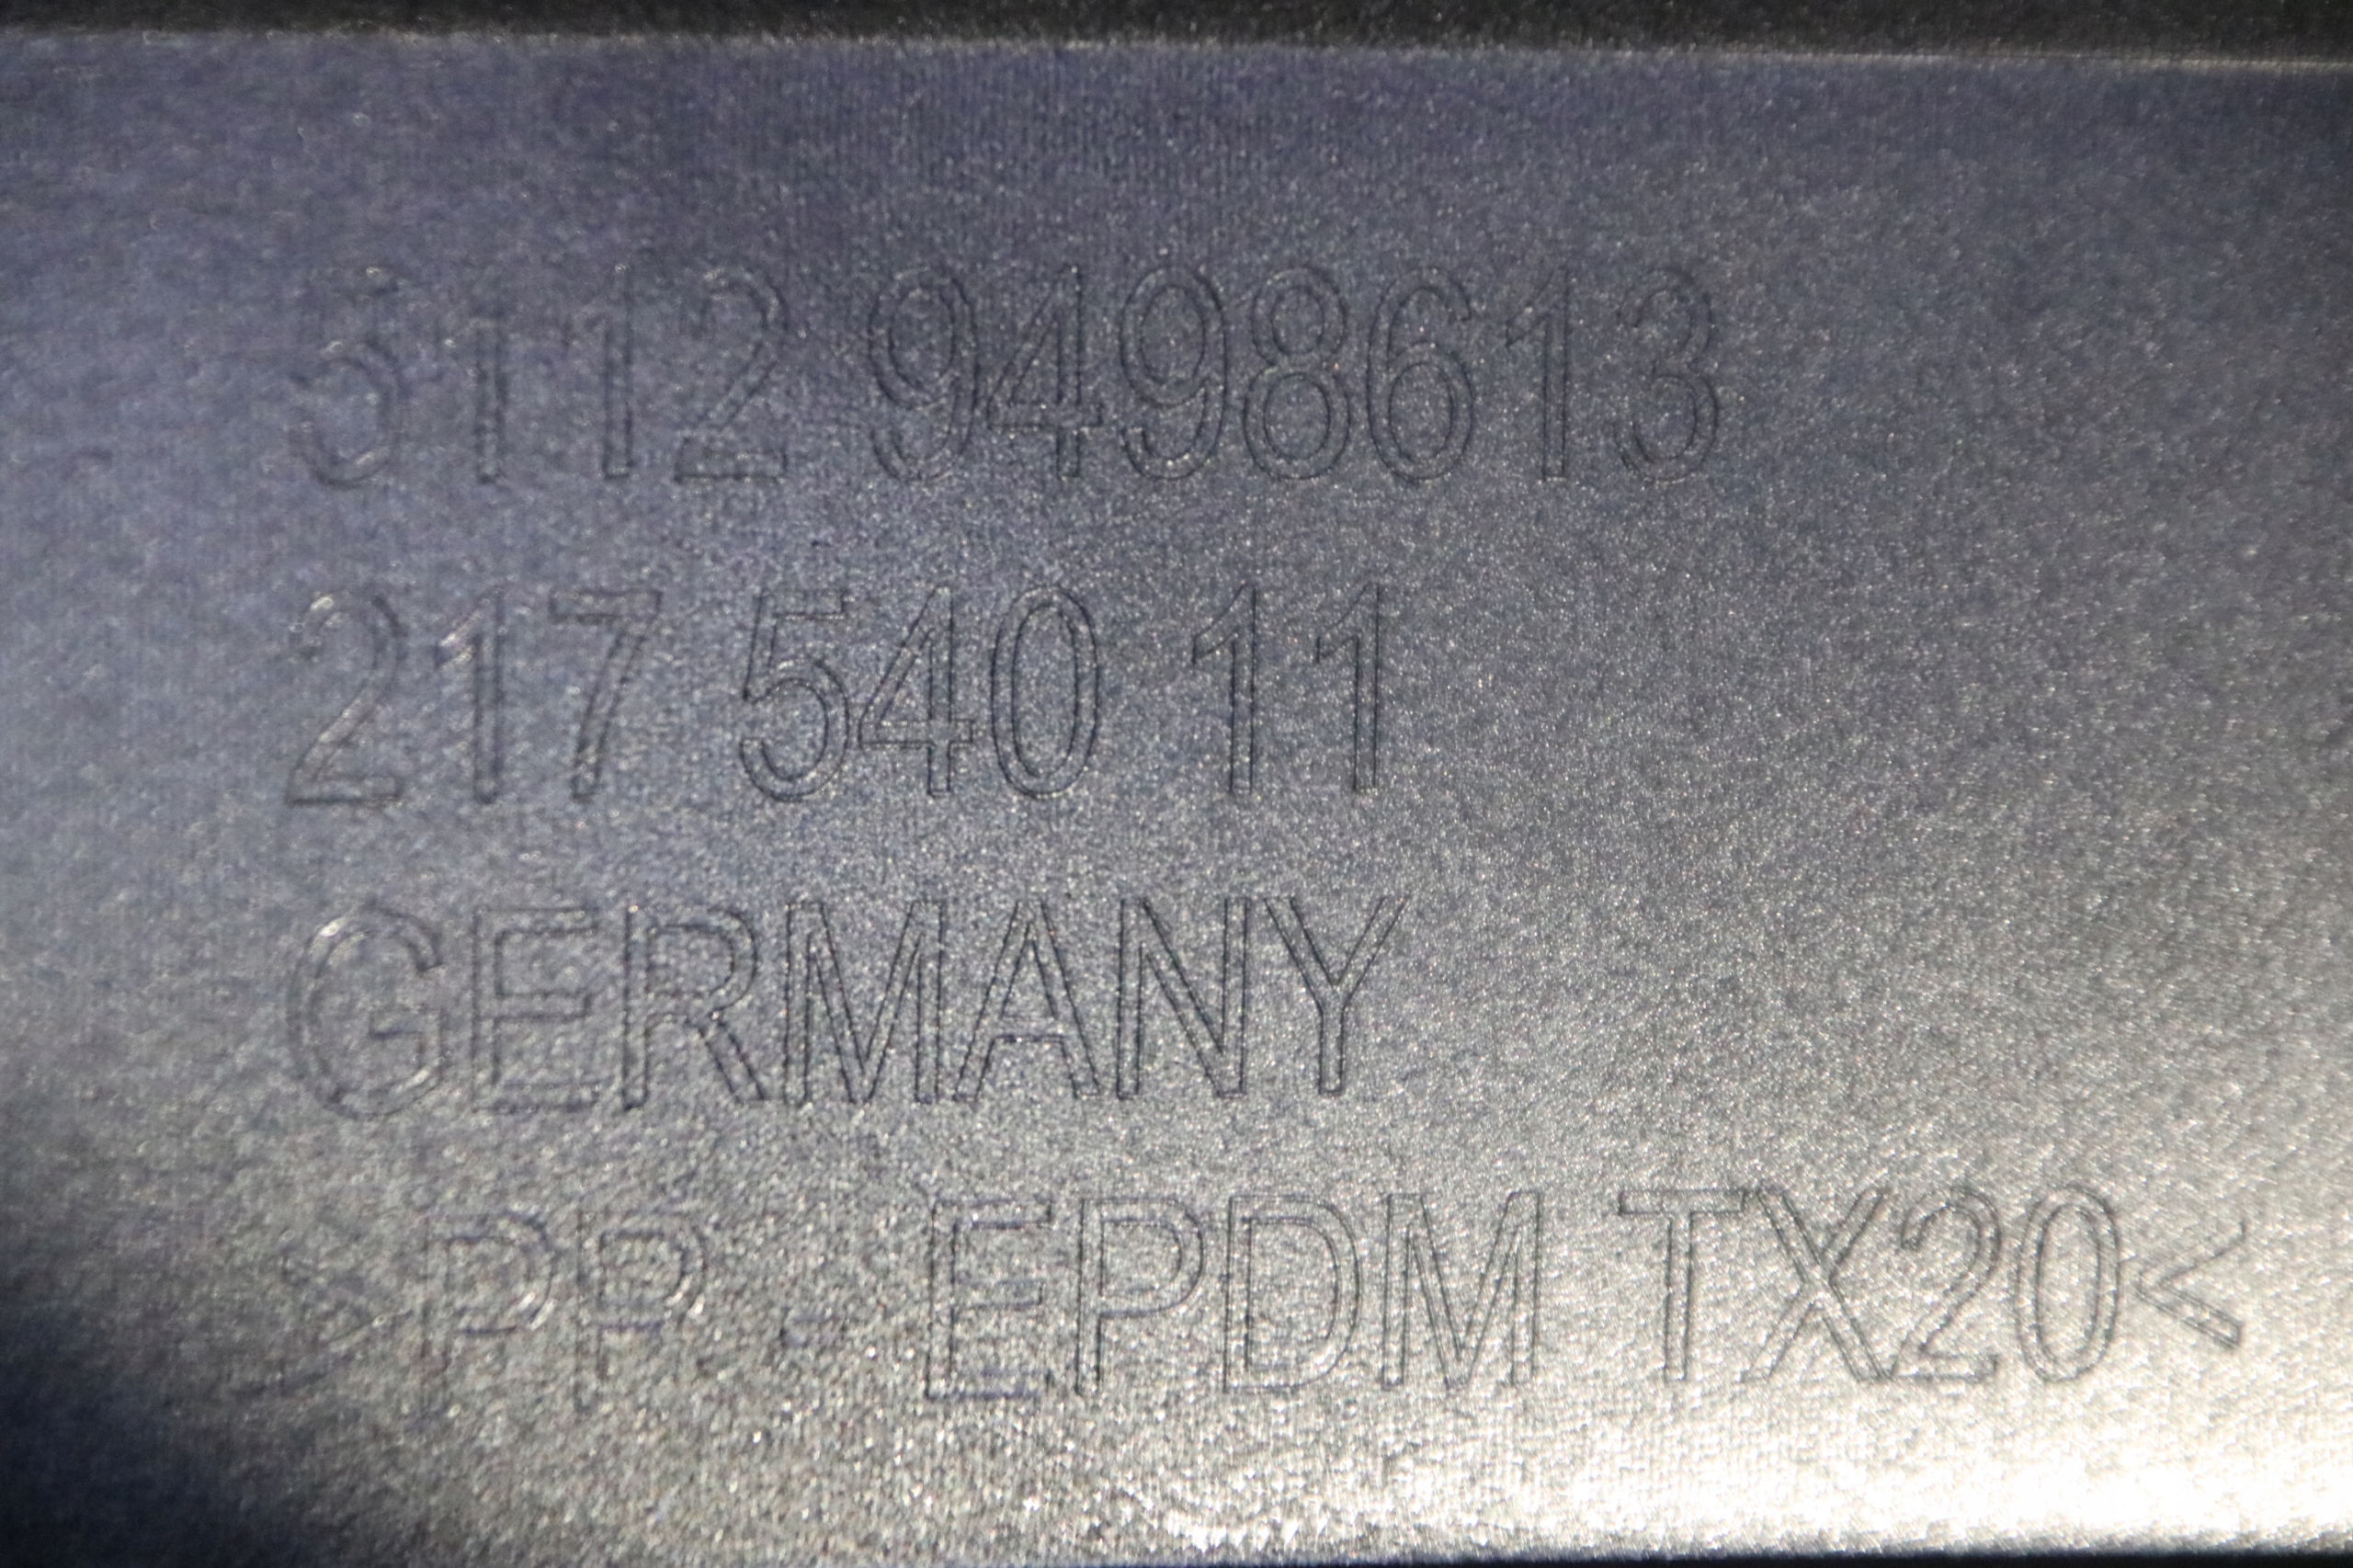 5112 9498613
217 540 11
GERMANY
>PP - EPDM TX20<